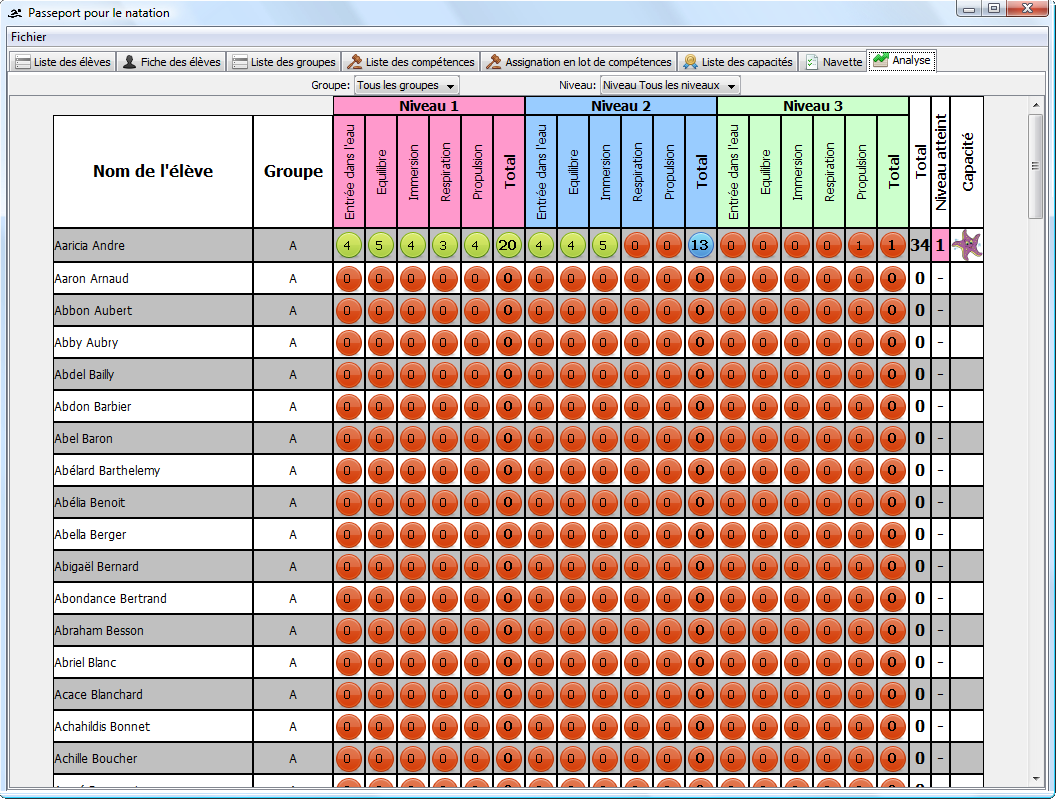 Passeport pour le natation
Fichier
Liste des élèves Fiche des élèves Liste des groupes Liste des compétences Assignation en lot de compétences Liste des capacités Navette Analyse
Groupe: Tous les groupes Niveau: Niveau Tous les niveaux
Niveau 1 Niveau 2 Niveau 3
Nom de l'élève Groupe Entrée dans l'eau Equilibre Immersion Respiration Propulsion Total Entrée dans l'eau Equilibre Immersion Respiration Propulsion Total Entrée dans l'eau Equilibre Immersion Respiration Propulsion Total Total Niveau atteint Capacité
Aaricia Andre A 4 5 4 3 4 20 4 4 5 0 0 13 0 0 0 0 1 1 34 1
Aaron Arnaud A 0 0 0 0 0 0 0 0 0 0 0 0 0 0 0 0 0 0 0 -
Abbon Aubert A 0 0 0 0 0 0 0 0 0 0 0 0 0 0 0 0 0 0 0 -
Abby Aubry A 0 0 0 0 0 0 0 0 0 0 0 0 0 0 0 0 0 0 0 -
Abdel Bailly A 0 0 0 0 0 0 0 0 0 0 0 0 0 0 0 0 0 0 0 -
Abdon Barbier A 0 0 0 0 0 0 0 0 0 0 0 0 0 0 0 0 0 0 0 -
Abel Baron A 0 0 0 0 0 0 0 0 0 0 0 0 0 0 0 0 0 0 0 -
Abélard Barthelemy A 0 0 0 0 0 0 0 0 0 0 0 0 0 0 0 0 0 0 0 -
Abélia Benoit A 0 0 0 0 0 0 0 0 0 0 0 0 0 0 0 0 0 0 0 -
Abella Berger A 0 0 0 0 0 0 0 0 0 0 0 0 0 0 0 0 0 0 0 -
Abigaël Bernard A 0 0 0 0 0 0 0 0 0 0 0 0 0 0 0 0 0 0 0 -
Abondance Bertrand A 0 0 0 0 0 0 0 0 0 0 0 0 0 0 0 0 0 0 0 -
Abraham Besson A 0 0 0 0 0 0 0 0 0 0 0 0 0 0 0 0 0 0 0 -
Abriel Blanc A 0 0 0 0 0 0 0 0 0 0 0 0 0 0 0 0 0 0 0 -
Acace Blanchard A 0 0 0 0 0 0 0 0 0 0 0 0 0 0 0 0 0 0 0 -
Achahildis Bonnet A 0 0 0 0 0 0 0 0 0 0 0 0 0 0 0 0 0 0 0 -
Achille Boucher A 0 0 0 0 0 0 0 0 0 0 0 0 0 0 0 0 0 0 0 -